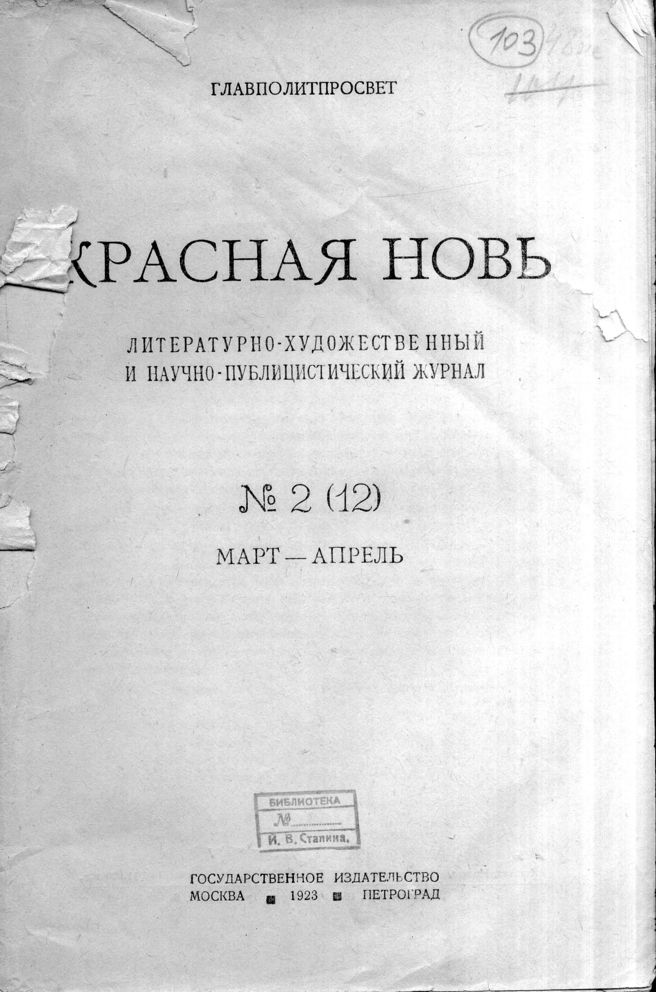 103
ГЛАВПОЛИТПРОСВЕТ
КРАСНАЯ НОВЬ
ЛИТЕРАТУРНО-ХУДОЖЕСТВЕННЫЙ
И НАУЧНО-ПУБЛИЦИСТИЧЕСКИЙ ЖУРНАЛ
№ 2 (12)
МАРТ — АПРЕЛЬ
БИБЛИОТЕКА
№
И. В. Сталина.
ГОСУДАРСТВЕННОЕ ИЗДАТЕЛЬСТВО
МОСКВА 1923 ПЕТРОГРАД